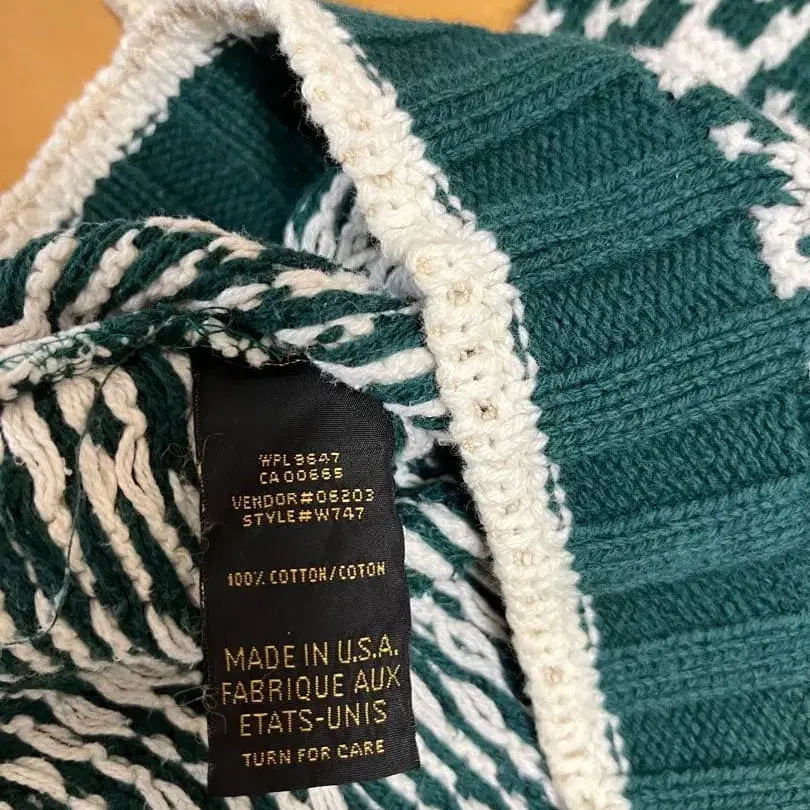 WPL 9647
CA 00665
VENDOR#06203
STYLE#W747
100% COTTON/COTON
MADE IN U.S.A.
FABRIQUE AUX
ETATS-UNIS
TURN FOR CARE